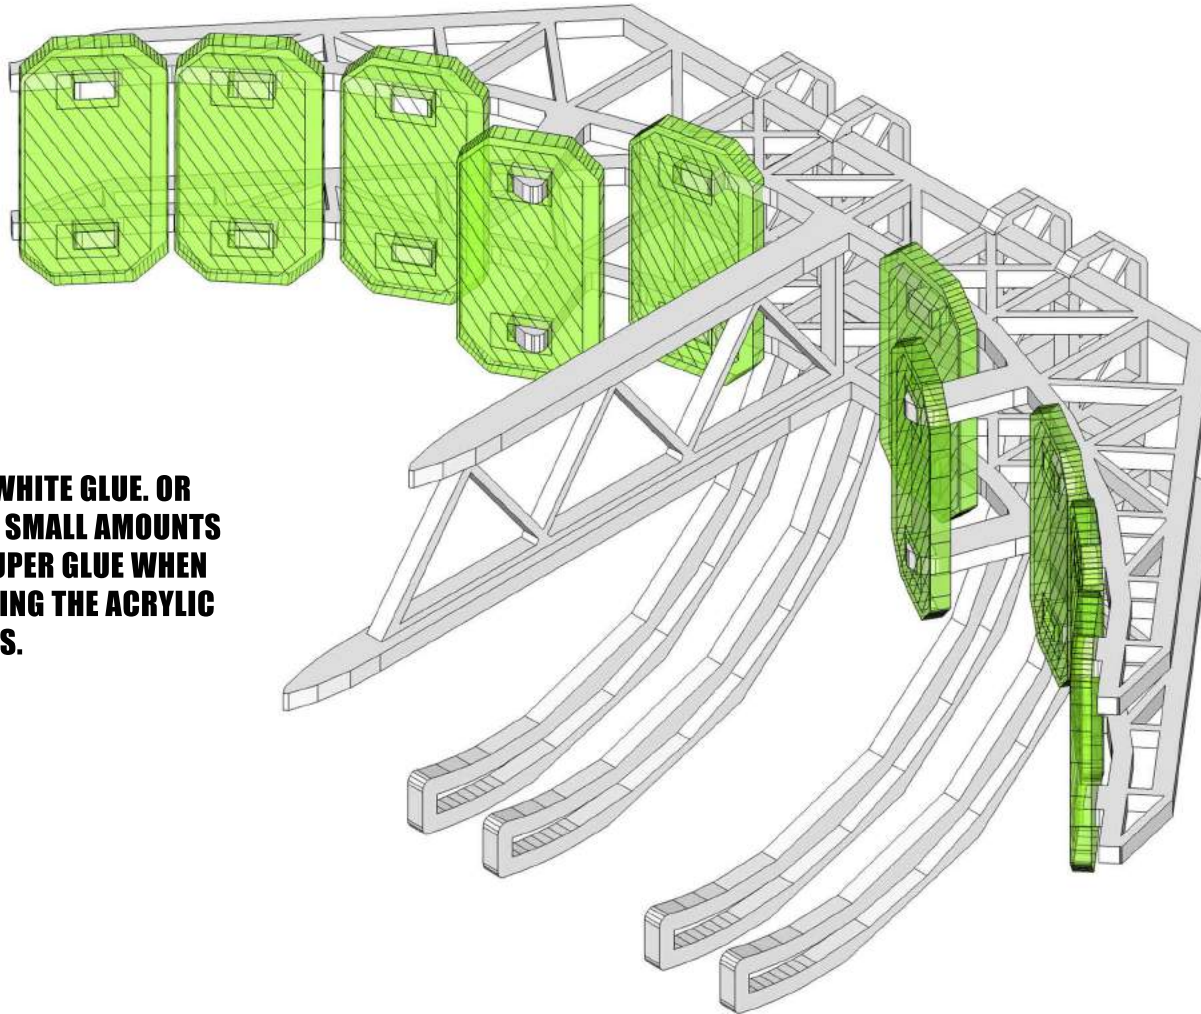 WHITE GLUE. OR
SMALL AMOUNTS
UPER GLUE WHEN
ING THE ACRYLIC
S.